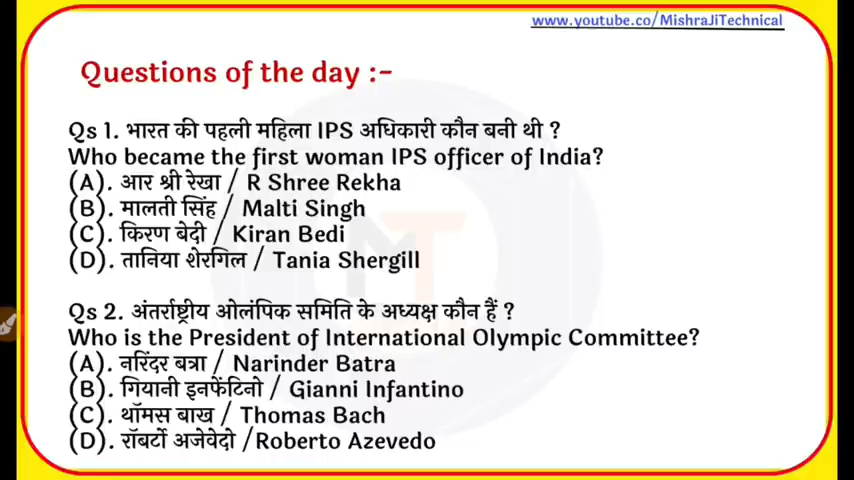 www.youtube.co/MishraJiTechnical
Questions of the day :-
Qs 1. भारत की पहली महिला IPS अधिकारी कौन बनी थी ?
Who became the first woman IPS officer of India?
(A). आर श्री रेखा / R Shree Rekha
(B). मालती सिंह / Malti Singh
(C). किरण बेदी / Kiran Bedi
(D). तानिया शेरगिल / Tania Shergill
Qs 2. अंतर्राष्ट्रीय ओलंपिक समिति के अध्यक्ष कौन हैं ?
Who is the President of International Olympic Committee?
(A). नरिंदर बत्रा / Narinder Batra
(B). गियानी इनफेंटिनो / Gianni Infantino
(C). थॉमस बाख / Thomas Bach
(D). रॉबर्टो अजेवेदो /Roberto Azevedo